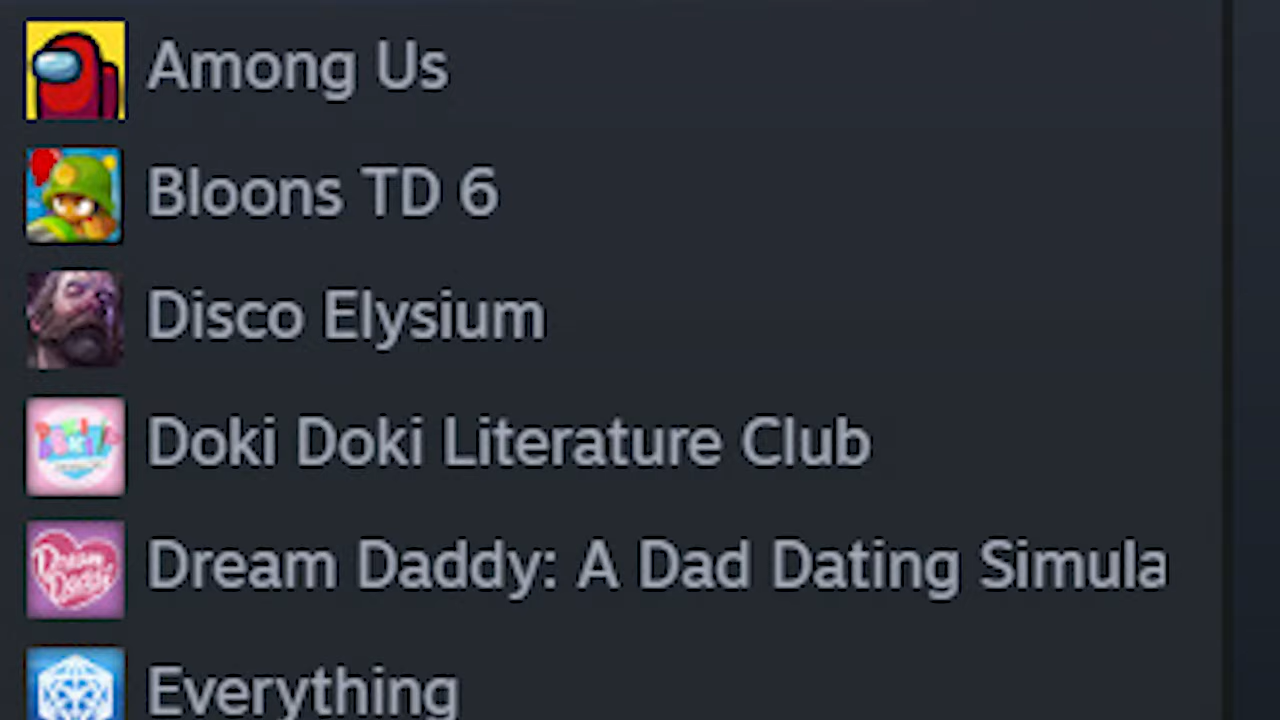 Among Us
Bloons TD 6
Disco Elysium
Doki Doki Literature Club
Dream Daddy: A Dad Dating Simula
Everything